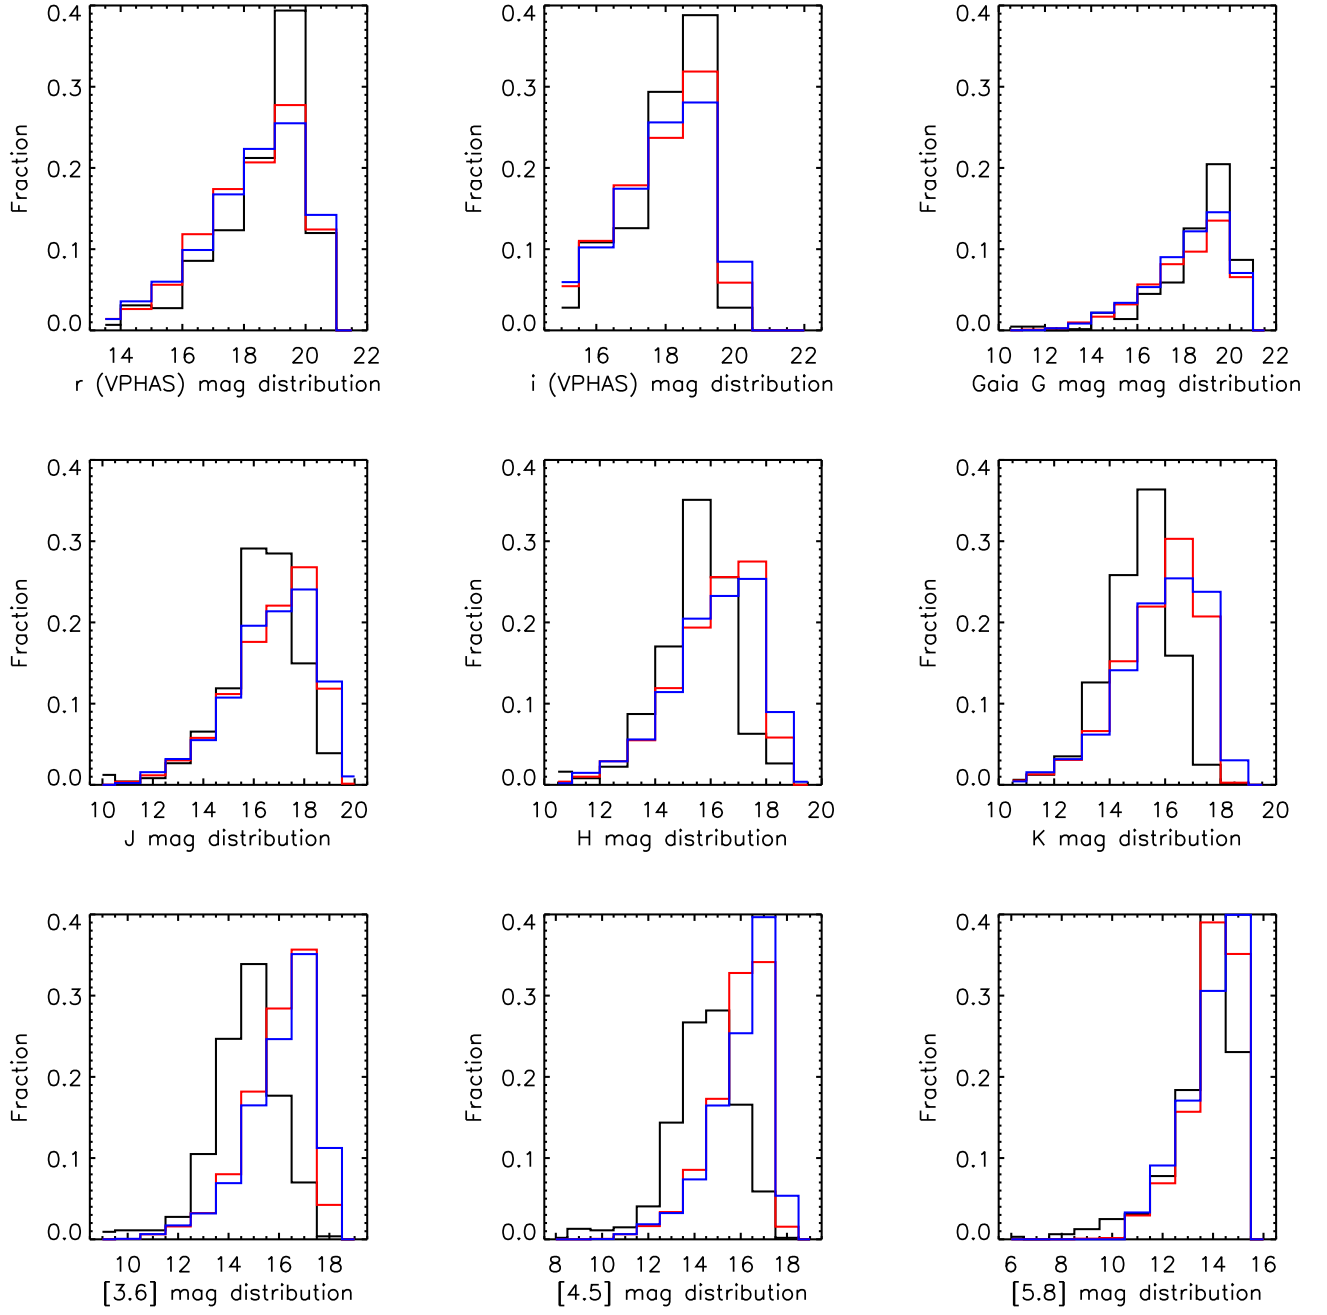 0.4
0.3
0.2
0.1
0.0
Fraction
14 16 18 20 22
r (VPHAS) mag distribution
0.4
0.3
0.2
0.1
0.0
Fraction
16 18 20 22
i (VPHAS) mag distribution
0.4
0.3
0.2
0.1
0.0
Fraction
10 12 14 16 18 20 22
Gaia G mag mag distribution
0.4
0.3
0.2
0.1
0.0
Fraction
10 12 14 16 18 20
J mag distribution
0.4
0.3
0.2
0.1
0.0
Fraction
10 12 14 16 18 20
H mag distribution
0.4
0.3
0.2
0.1
0.0
Fraction
10 12 14 16 18 20
K mag distribution
0.4
0.3
0.2
0.1
0.0
Fraction
10 12 14 16 18
[3.6] mag distribution
0.4
0.3
0.2
0.1
0.0
Fraction
8 10 12 14 16 18
[4.5] mag distribution
0.4
0.3
0.2
0.1
0.0
Fraction
6 8 10 12 14 16
[5.8] mag distribution